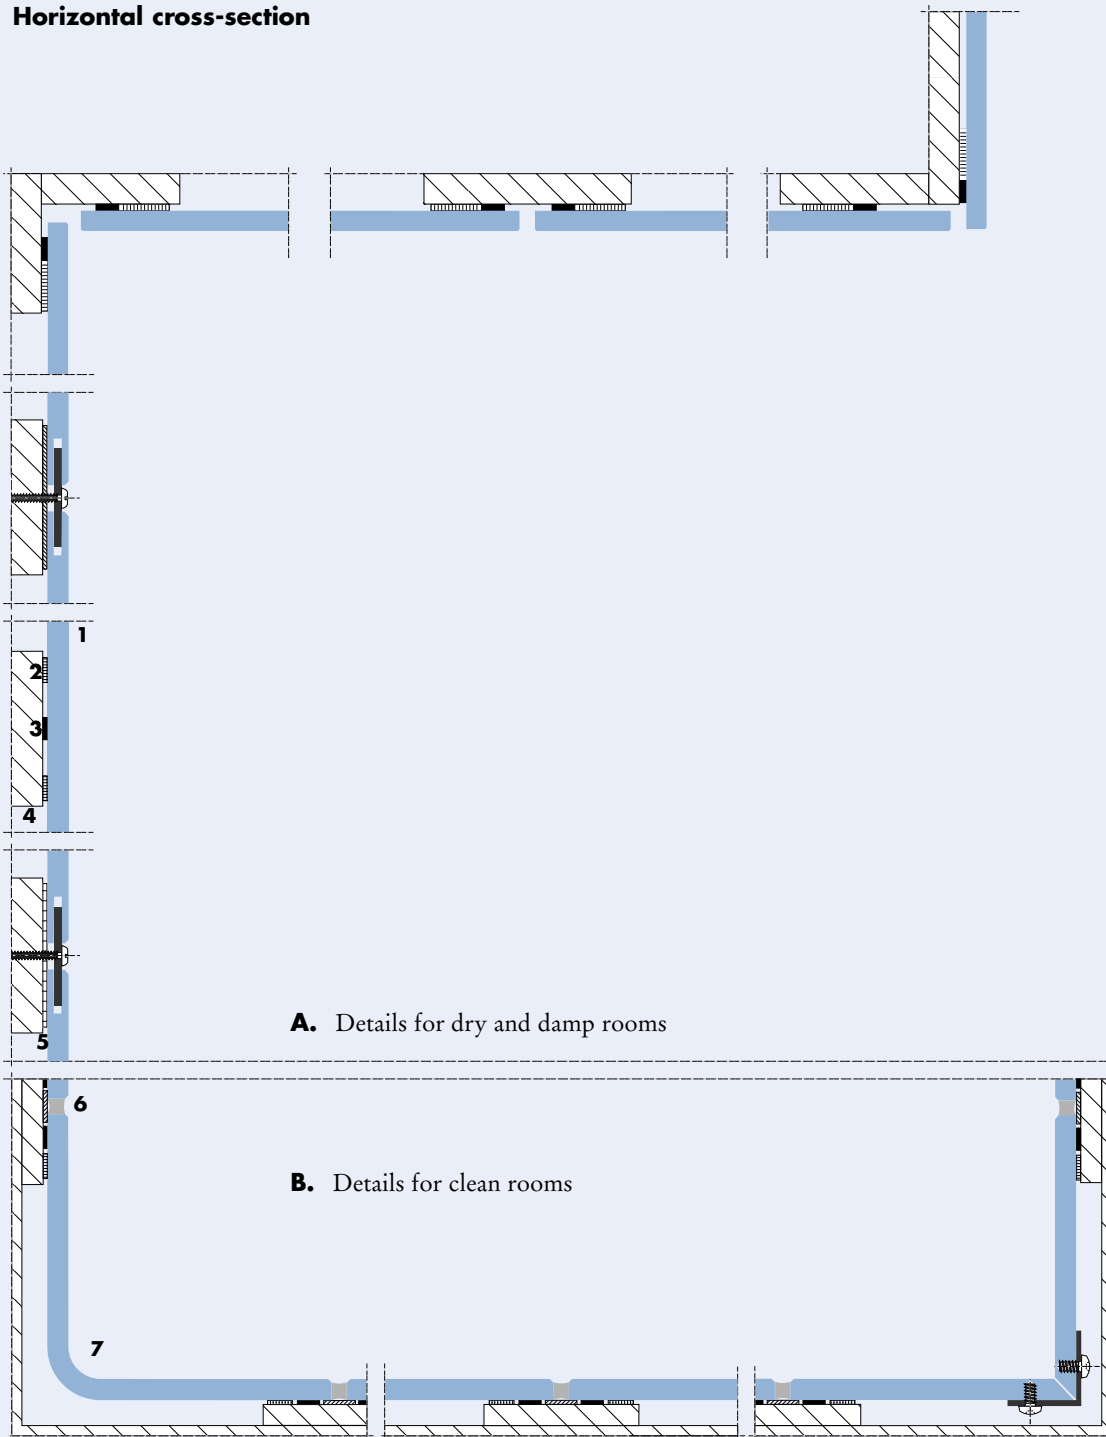 Horizontal cross-section
1
2
3
4
A. Details for dry and damp rooms
5
6
B. Details for clean rooms
7